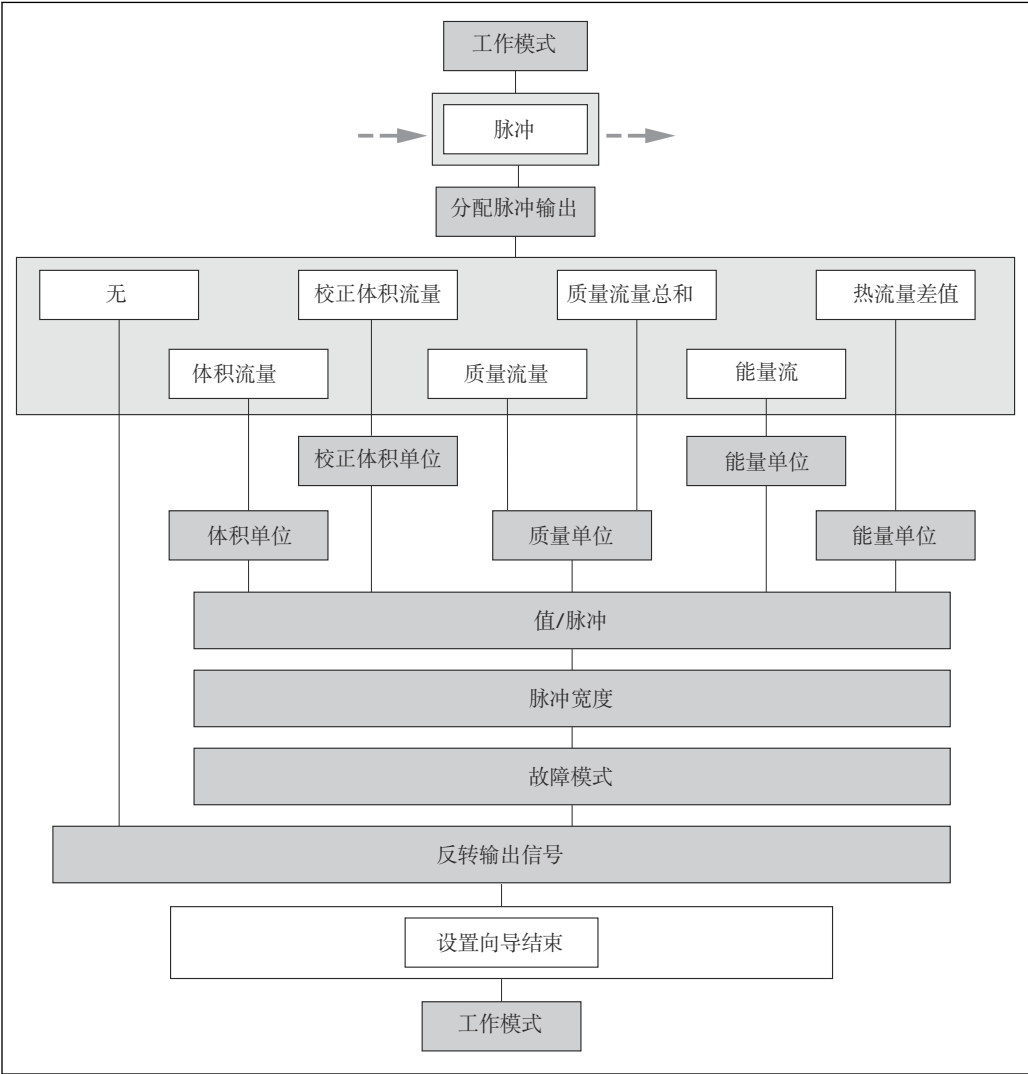 工作模式
脉冲
分配脉冲输出
无
校正体积流量
质量流量总和
热流量差值
体积流量
质量流量
能量流
校正体积单位
能量单位
体积单位
质量单位
能量单位
值/脉冲
脉冲宽度
故障模式
反转输出信号
设置向导结束
工作模式